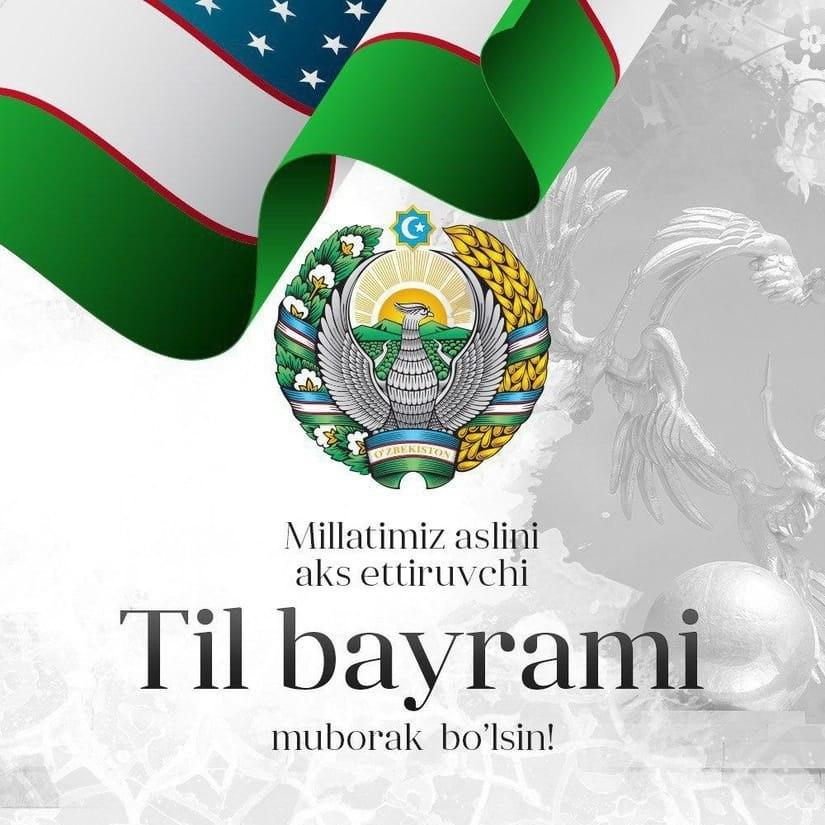 O'ZBEKISTON
Millatimiz aslini
aks ettiruvchi
Til bayrami
muborak bo'lsin!